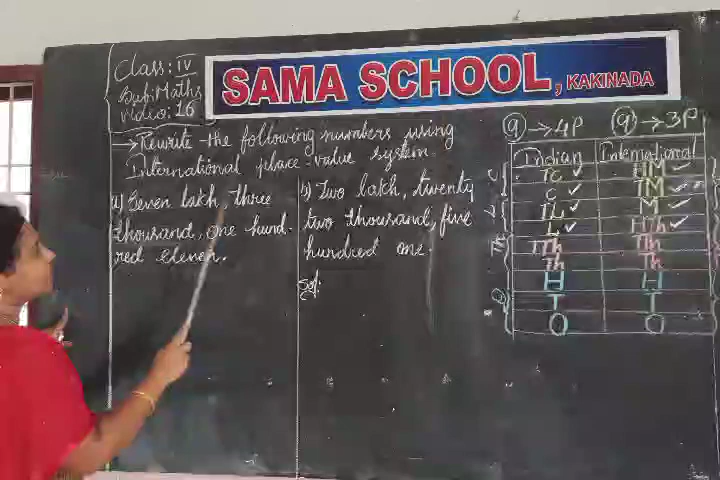 Class: IV
Sub: Maths
Video: 16
SAMA SCHOOL, KAKINADA
→ Rewrite the following numbers using
International place-value system.
a) Seven lakh, three
thousand, one hund-
red eleven.
b) Two lakh, twenty
two thousand, five
hundred one.
Sol:
9 → 4P 9 → 3P
Indian International
TC ✓ HM ✓
C ✓ TM ✓
TL ✓ M ✓
L ✓ HTh ✓
TTh TTh
Th Th
H H
T T
O O